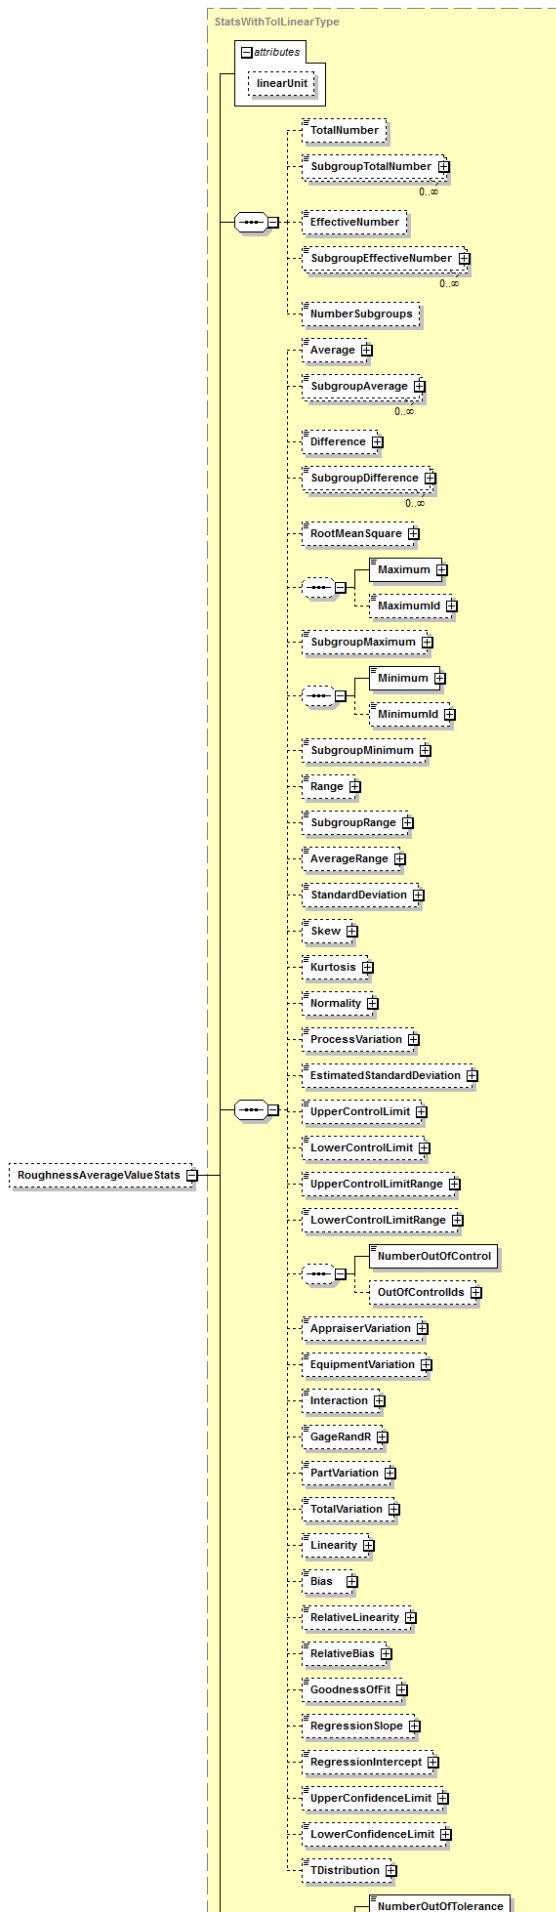 StatsWithTolLinearType
attributes
linearUnit
TotalNumber
SubgroupTotalNumber
0..∞
EffectiveNumber
SubgroupEffectiveNumber
0..∞
NumberSubgroups
Average
SubgroupAverage
0..∞
Difference
SubgroupDifference
0..∞
RootMeanSquare
Maximum
MaximumId
SubgroupMaximum
Minimum
MinimumId
SubgroupMinimum
Range
SubgroupRange
AverageRange
StandardDeviation
Skew
Kurtosis
Normality
ProcessVariation
EstimatedStandardDeviation
UpperControlLimit
LowerControlLimit
RoughnessAverageValueStats
UpperControlLimitRange
LowerControlLimitRange
NumberOutOfControl
OutOfControlIds
AppraiserVariation
EquipmentVariation
Interaction
GageRandR
PartVariation
TotalVariation
Linearity
Bias
RelativeLinearity
RelativeBias
GoodnessOfFit
RegressionSlope
RegressionIntercept
UpperConfidenceLimit
LowerConfidenceLimit
TDistribution
NumberOutOfTolerance